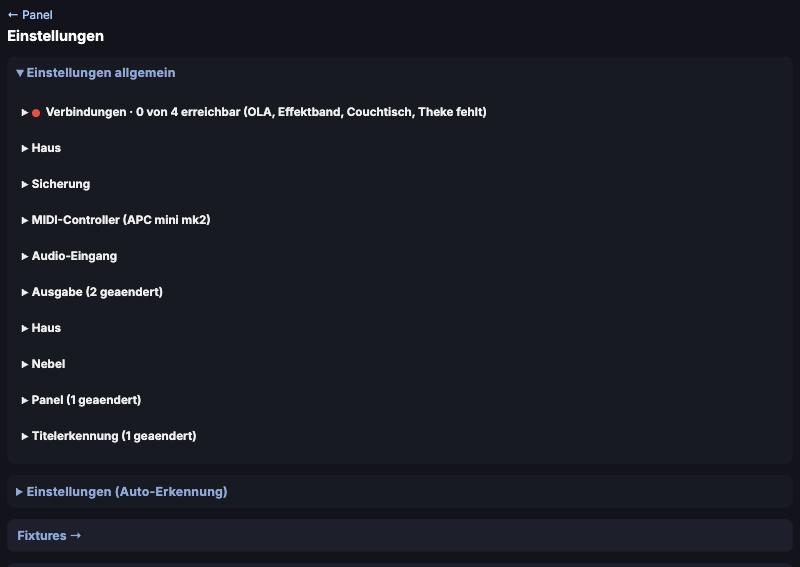 ← Panel
Einstellungen
▼ Einstellungen allgemein
▶ Verbindungen · 0 von 4 erreichbar (OLA, Effektband, Couchtisch, Theke fehlt)
▶ Haus
▶ Sicherung
▶ MIDI-Controller (APC mini mk2)
▶ Audio-Eingang
▶ Ausgabe (2 geaendert)
▶ Haus
▶ Nebel
▶ Panel (1 geaendert)
▶ Titelerkennung (1 geaendert)
▶ Einstellungen (Auto-Erkennung)
Fixtures →